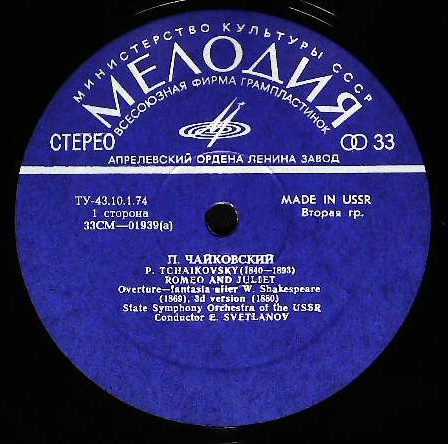 МИНИСТЕРСТВО КУЛЬТУРЫ СССР
МЕЛОДИЯ
ВСЕСОЮЗНАЯ ФИРМА ГРАМПЛАСТИНОК
СТЕРЕО
33
АПРЕЛЕВСКИЙ ОРДЕНА ЛЕНИНА ЗАВОД
ТУ-43.10.1.74
MADE IN USSR
1 сторона
Вторая гр.
33СМ—01939(а)
П. ЧАЙКОВСКИЙ
P. TCHAIKOVSKY (1840—1893)
ROMEO AND JULIET
Overture—fantasia after W. Shakespeare
(1869), 3d version (1880)
State Symphony Orchestra of the USSR
Conductor E. SVETLANOV